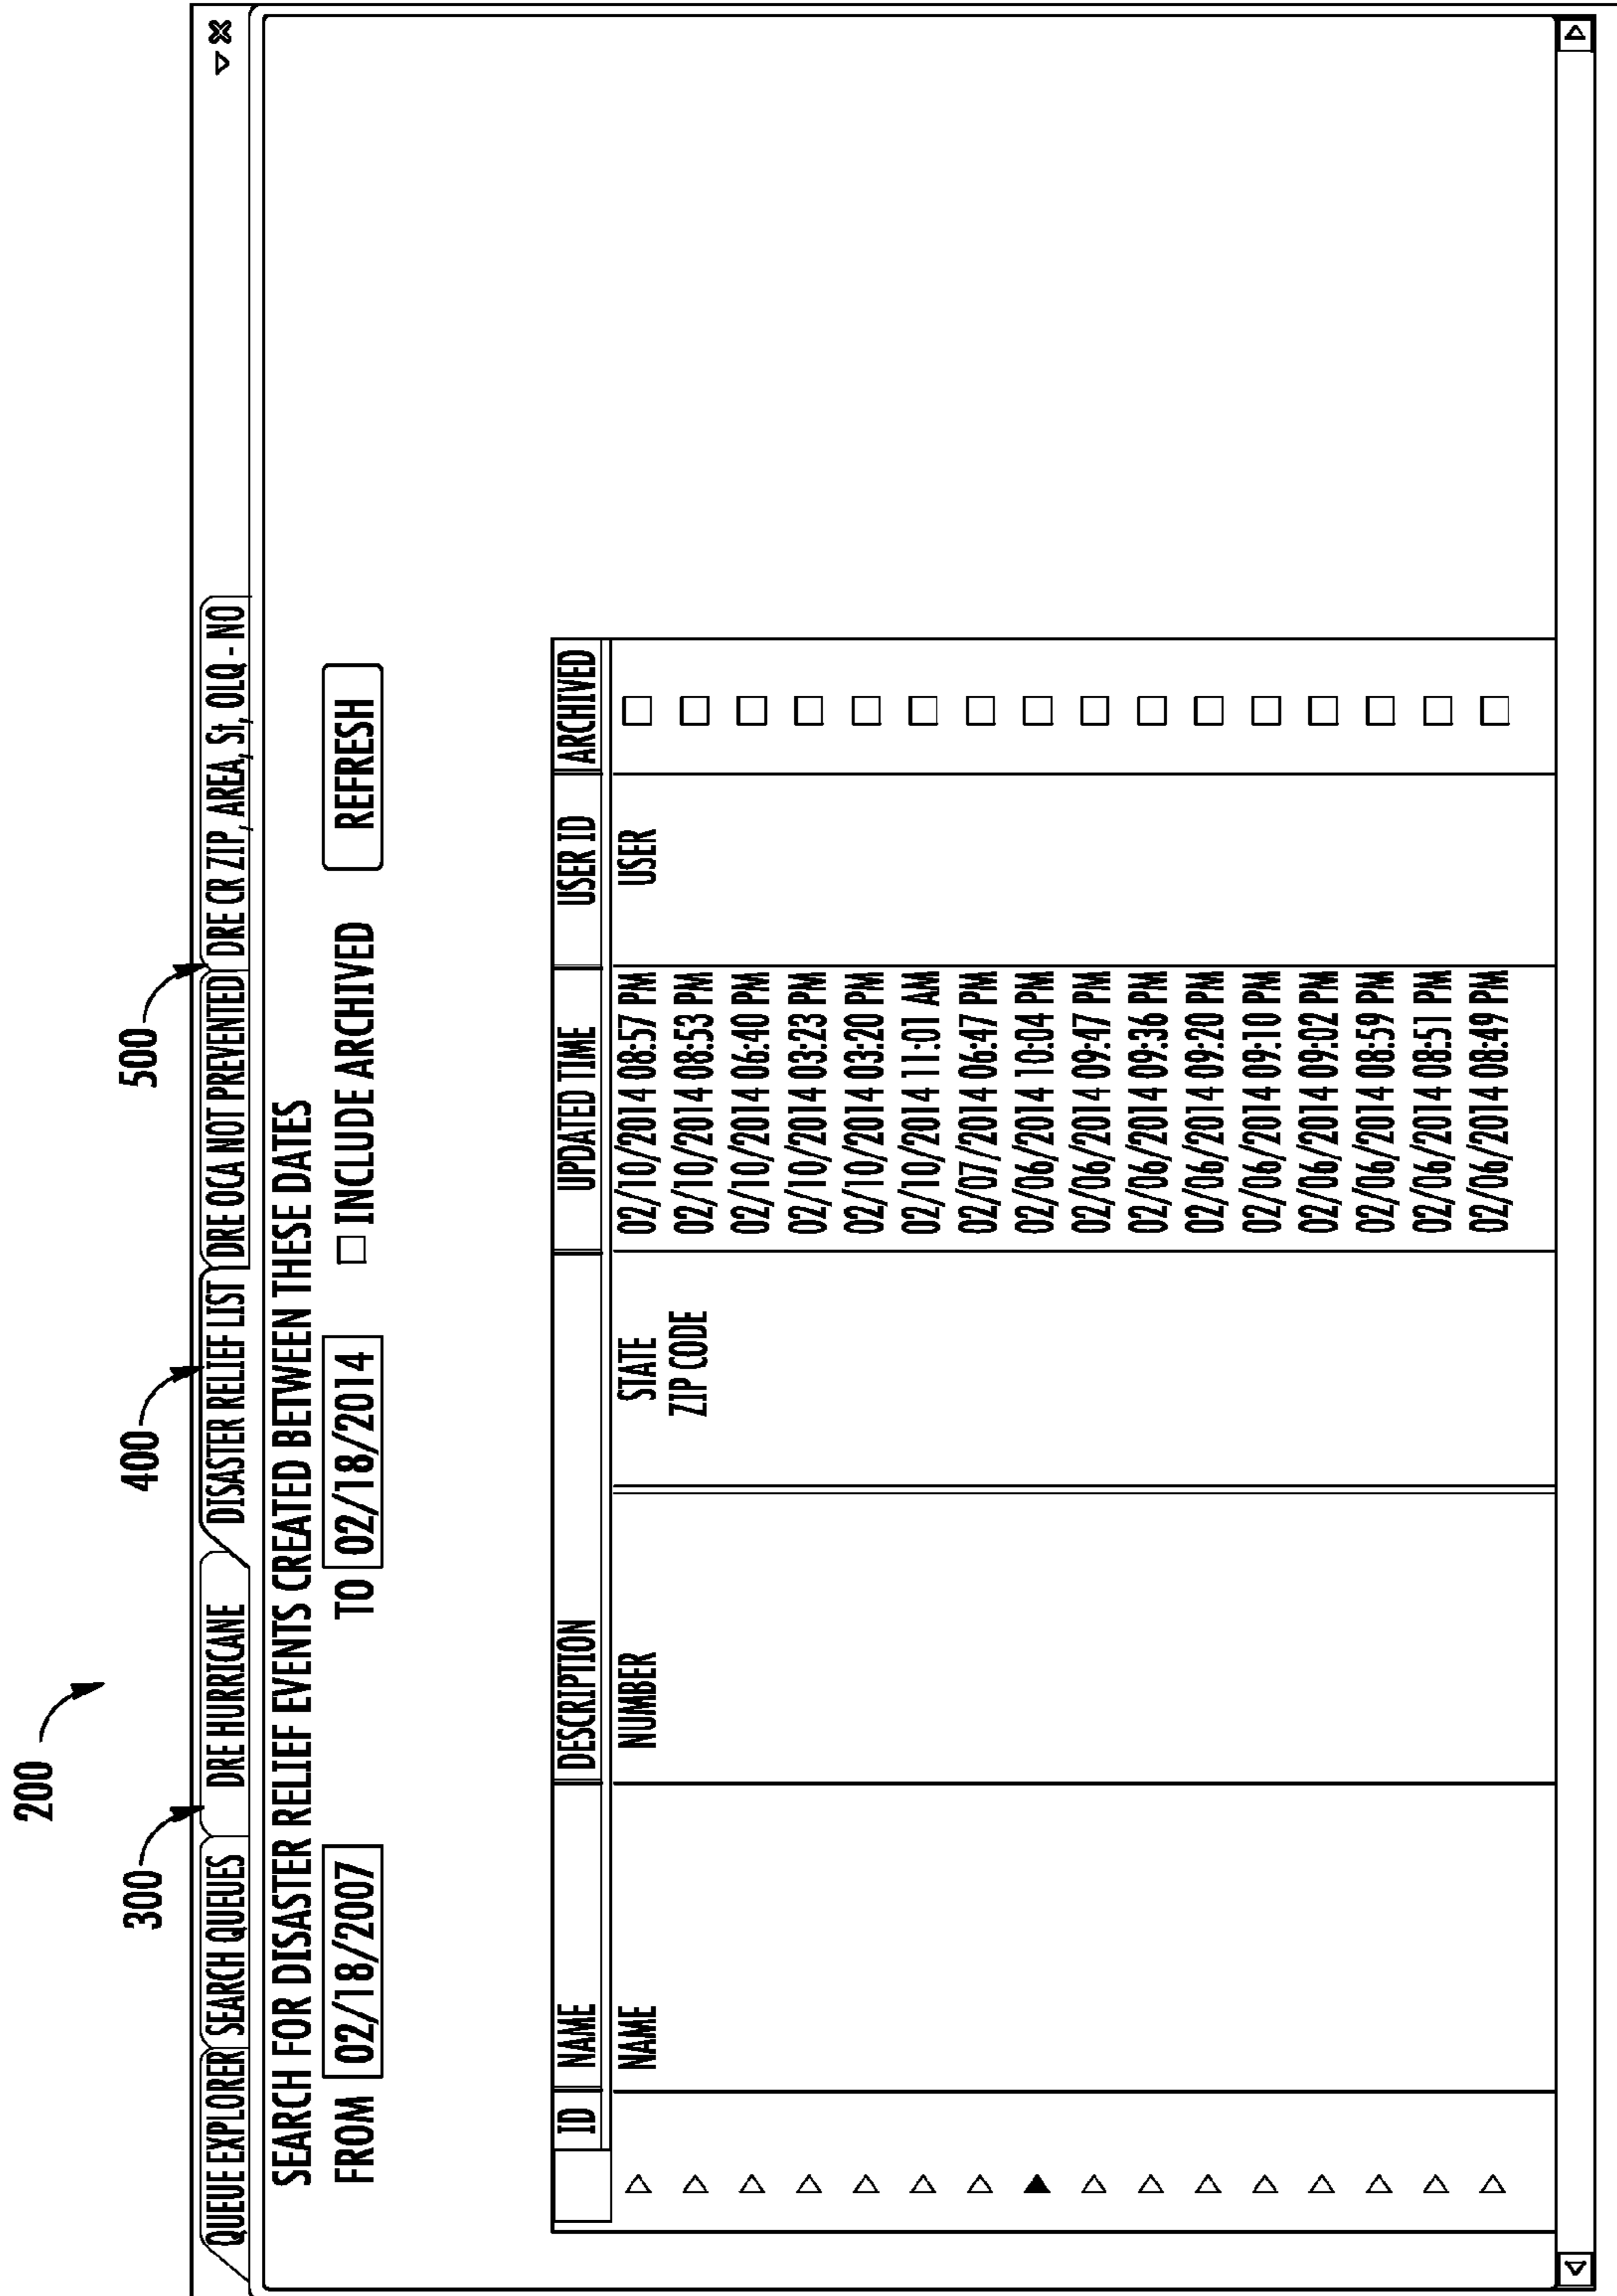 200
300
400
500
QUEUE EXPLORER SEARCH QUEUES DRE HURRICANE DISASTER RELIEF LIST DRE OCA NOT PREVENTED DRE CR ZIP, AREA, St, OLQ - NO
SEARCH FOR DISASTER RELIEF EVENTS CREATED BETWEEN THESE DATES
FROM 02/18/2007 TO 02/18/2014 INCLUDE ARCHIVED REFRESH
ID NAME DESCRIPTION UPDATED TIME USER ID ARCHIVED
NAME NUMBER STATE 02/10/2014 08:57 PM USER
ZIP CODE 02/10/2014 08:53 PM
02/10/2014 06:40 PM
02/10/2014 03:23 PM
02/10/2014 03:20 PM
02/10/2014 11:01 AM
02/07/2014 06:47 PM
02/06/2014 10:04 PM
02/06/2014 09:47 PM
02/06/2014 09:36 PM
02/06/2014 09:20 PM
02/06/2014 09:10 PM
02/06/2014 09:02 PM
02/06/2014 08:59 PM
02/06/2014 08:51 PM
02/06/2014 08:49 PM